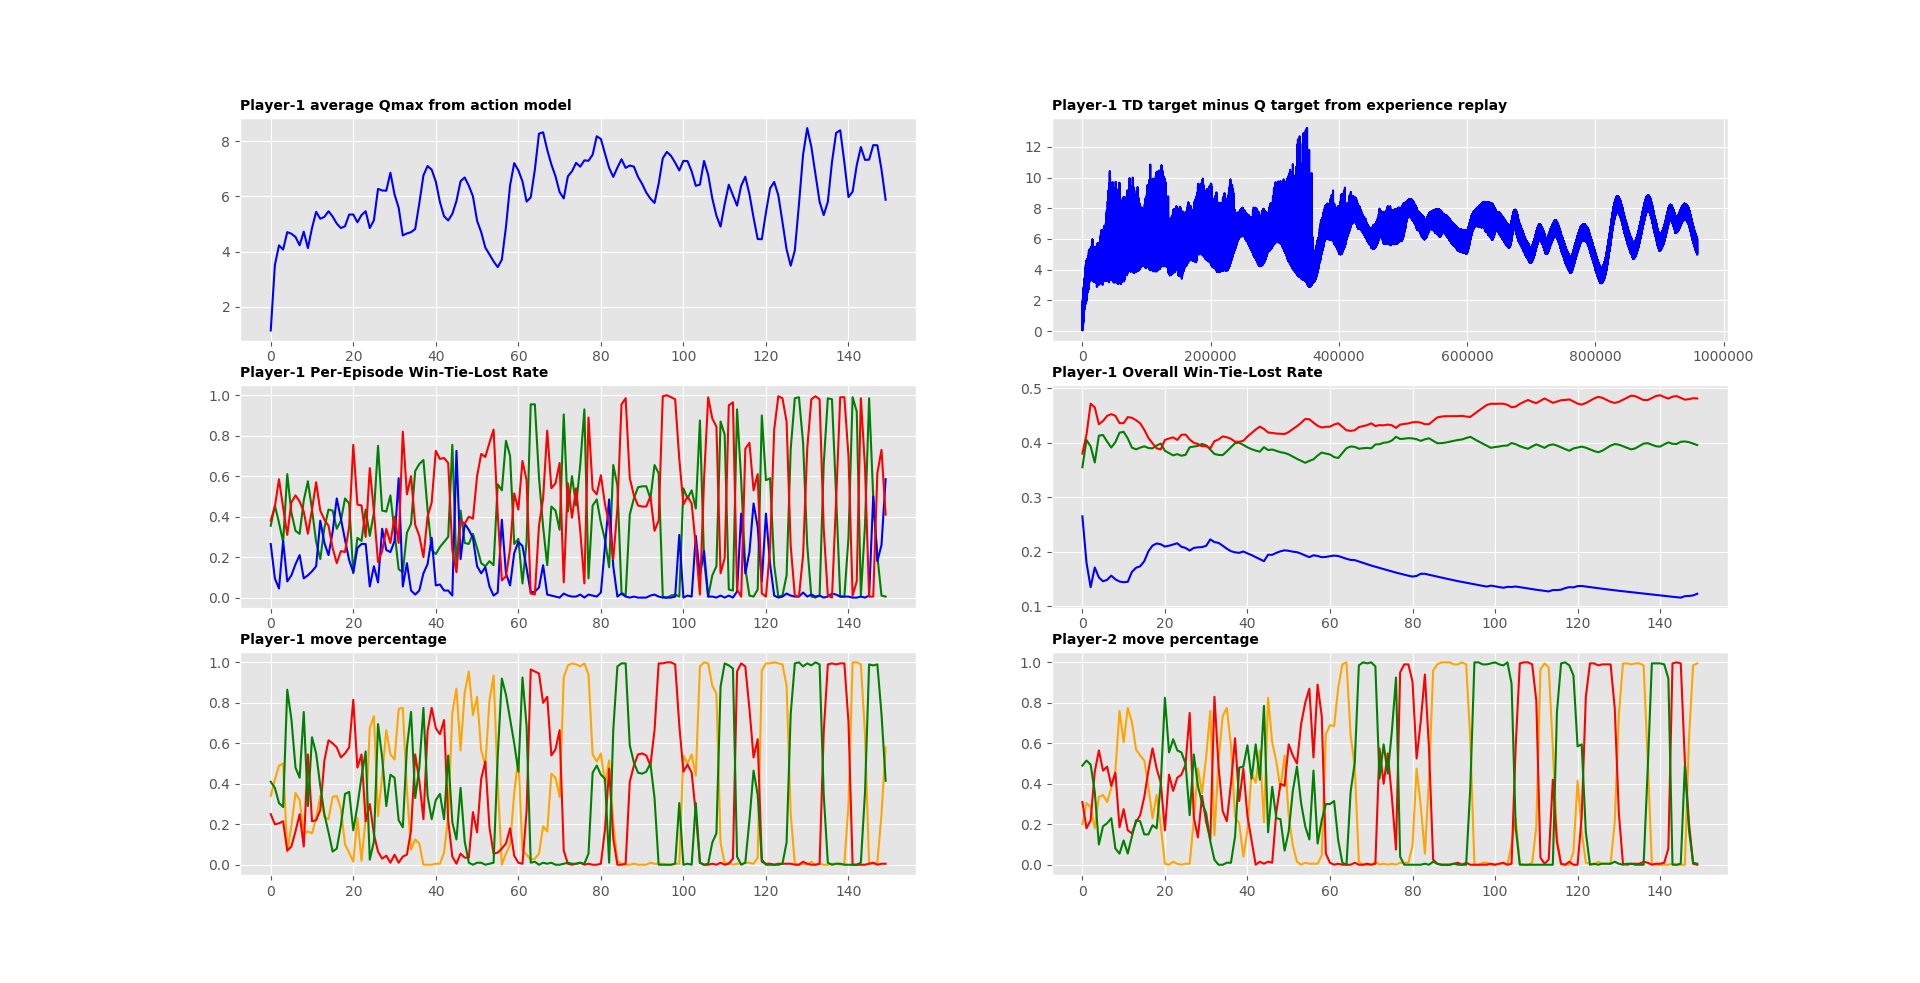 Player-1 average Qmax from action model
8
6
4
2
0 20 40 60 80 100 120 140
Player-1 TD target minus Q target from experience replay
12
10
8
6
4
2
0
0 200000 400000 600000 800000 1000000
Player-1 Per-Episode Win-Tie-Lost Rate
1.0
0.8
0.6
0.4
0.2
0.0
0 20 40 60 80 100 120 140
Player-1 Overall Win-Tie-Lost Rate
0.5
0.4
0.3
0.2
0.1
0 20 40 60 80 100 120 140
Player-1 move percentage
1.0
0.8
0.6
0.4
0.2
0.0
0 20 40 60 80 100 120 140
Player-2 move percentage
1.0
0.8
0.6
0.4
0.2
0.0
0 20 40 60 80 100 120 140